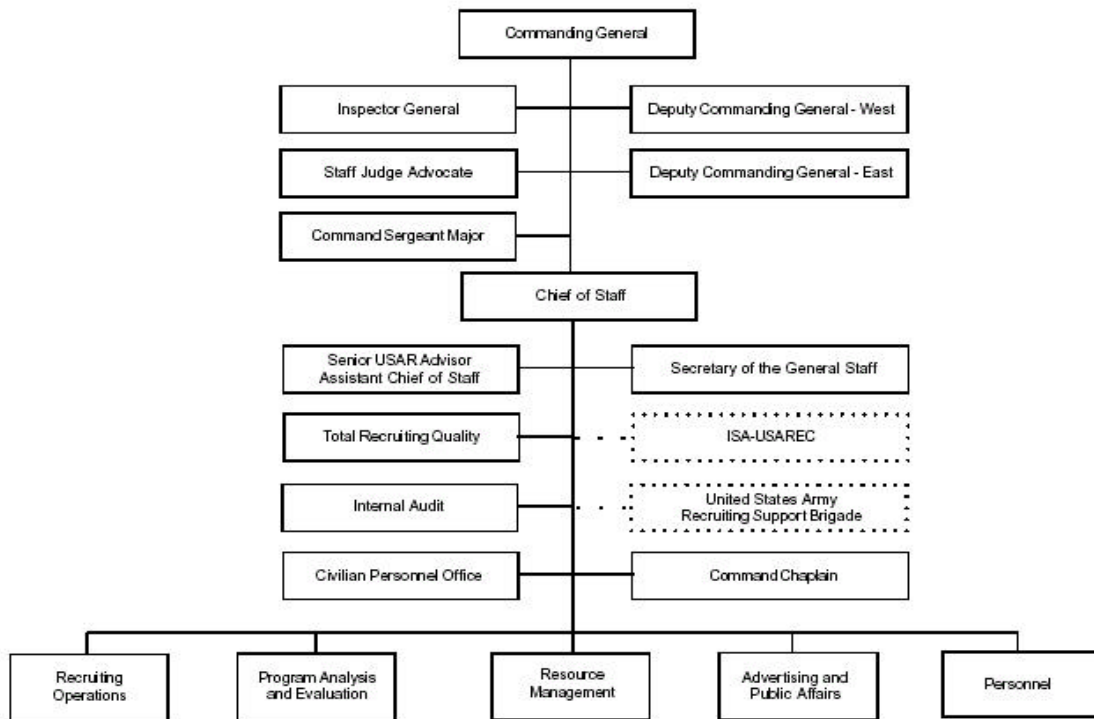 Commanding General
Inspector General
Deputy Commanding General - West
Staff Judge Advocate
Deputy Commanding General - East
Command Sergeant Major
Chief of Staff
Senior USAR Advisor
Assistant Chief of Staff
Secretary of the General Staff
Total Recruiting Quality
ISA-USAREC
Internal Audit
United States Army
Recruiting Support Brigade
Civilian Personnel Office
Command Chaplain
Recruiting
Operations
Program Analysis
and Evaluation
Resource
Management
Advertising and
Public Affairs
Personnel